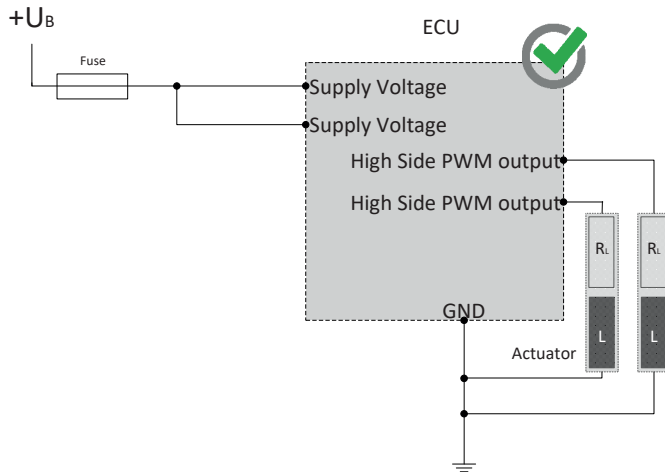 +UB
ECU
Fuse
Supply Voltage
Supply Voltage
High Side PWM output
High Side PWM output
RL
RL
GND
L
L
Actuator